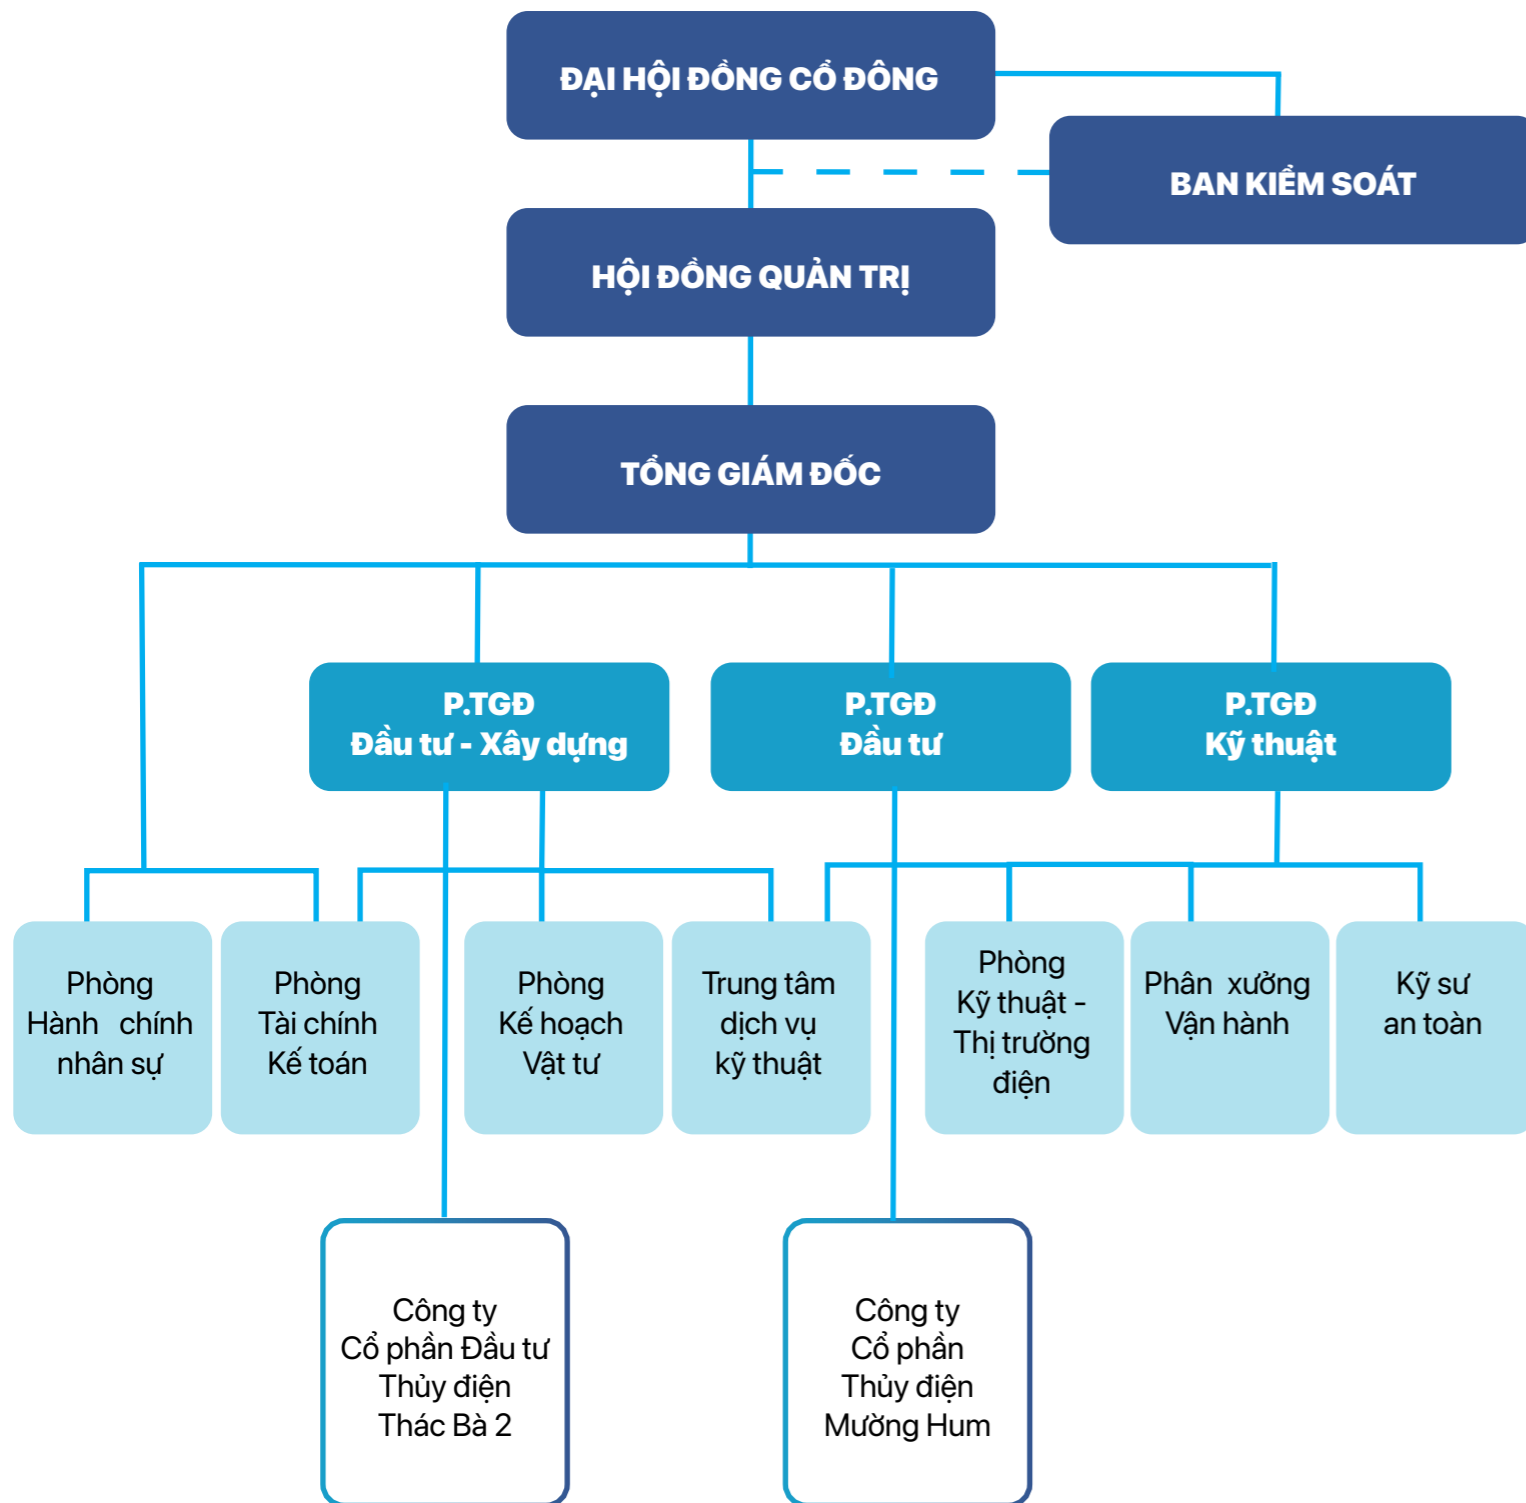 ĐẠI HỘI ĐỒNG CỔ ĐÔNG
BAN KIỂM SOÁT
HỘI ĐỒNG QUẢN TRỊ
TỔNG GIÁM ĐỐC
P.TGĐ
Đầu tư - Xây dựng
P.TGĐ
Đầu tư
P.TGĐ
Kỹ thuật
Phòng
Hành chính
nhân sự
Phòng
Tài chính
Kế toán
Phòng
Kế hoạch
Vật tư
Trung tâm
dịch vụ
kỹ thuật
Phòng
Kỹ thuật -
Thị trường
điện
Phân xưởng
Vận hành
Kỹ sư
an toàn
Công ty
Cổ phần Đầu tư
Thủy điện
Thác Bà 2
Công ty
Cổ phần
Thủy điện
Mường Hum